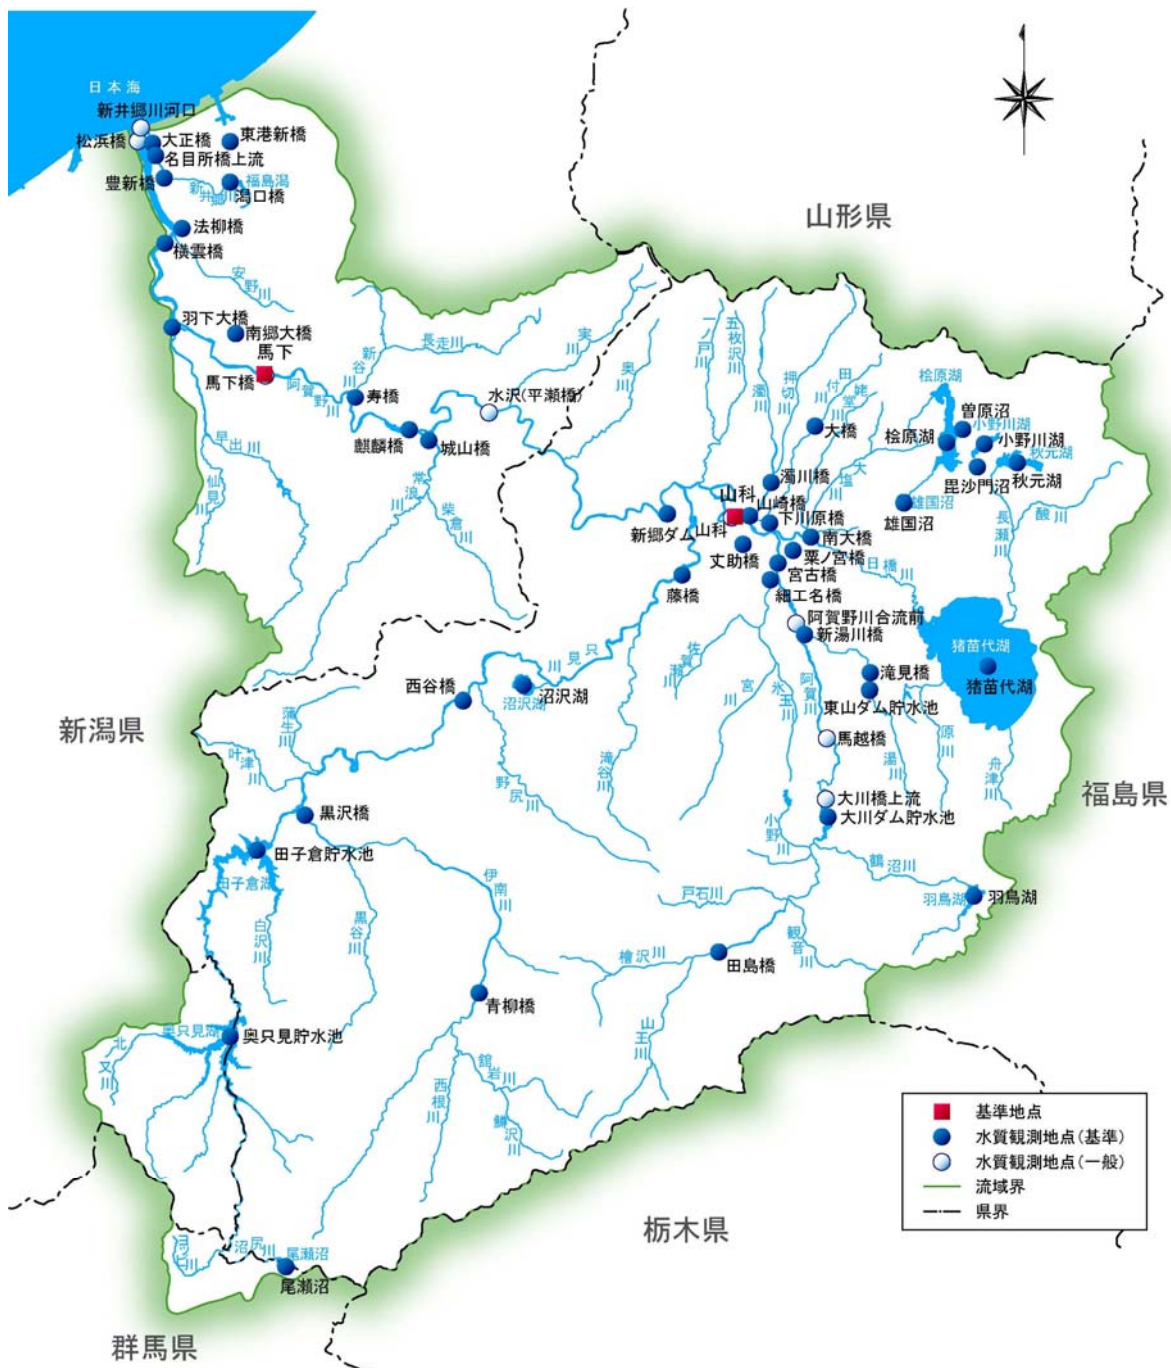 日本海
新井郷川河口
松浜橋
大正橋
東港新橋
名目所橋上流
豊新橋
新井郷川
福島潟
潟口橋
法柳橋
横雲橋
安野川
山形県
羽下大橋
南郷大橋
馬下
馬下橋
阿賀野川
新谷川
長走川
寿橋
実川
水沢(平瀬橋)
奥川
一ノ戸川
五枚沢川
濁川
押切川
田付川
姥堂川
大塩川
桧原湖
曽原沼
小野川湖
小野川湖
桧原湖
秋元湖
秋元湖
毘沙門沼
雄国沼
雄国沼
長瀬川
酸川
大橋
麒麟橋
城山橋
早出川
仙見川
常浪川
柴倉川
濁川橋
山科
山崎橋
山科
下川原橋
新郷ダム
南大橋
丈助橋
粟ノ宮橋
宮古橋
日橋川
藤橋
細工名橋
阿賀野川合流前
新湯川橋
猪苗代湖
猪苗代湖
滝見橋
東山ダム貯水池
佐賀瀬川
宮川
氷玉川
阿賀川
只見川
西谷橋
沼沢湖
沼沢湖
新潟県
蒲生川
叶津川
滝谷川
野尻川
馬越橋
湯川
原川
舟津川
福島県
大川橋上流
大川ダム貯水池
小野川
黒沢橋
田子倉貯水池
田子倉湖
鶴沼川
羽鳥湖
羽鳥湖
伊南川
戸石川
白沢川
黒谷川
観音川
檜沢川
田島橋
青柳橋
奥只見湖
奥只見貯水池
北又川
山王川
西根川
舘岩川
鱒沢川
基準地点
水質観測地点(基準)
水質観測地点(一般)
流域界
県界
栃木県
沼尻川
尾瀬沼
尾瀬沼
群馬県